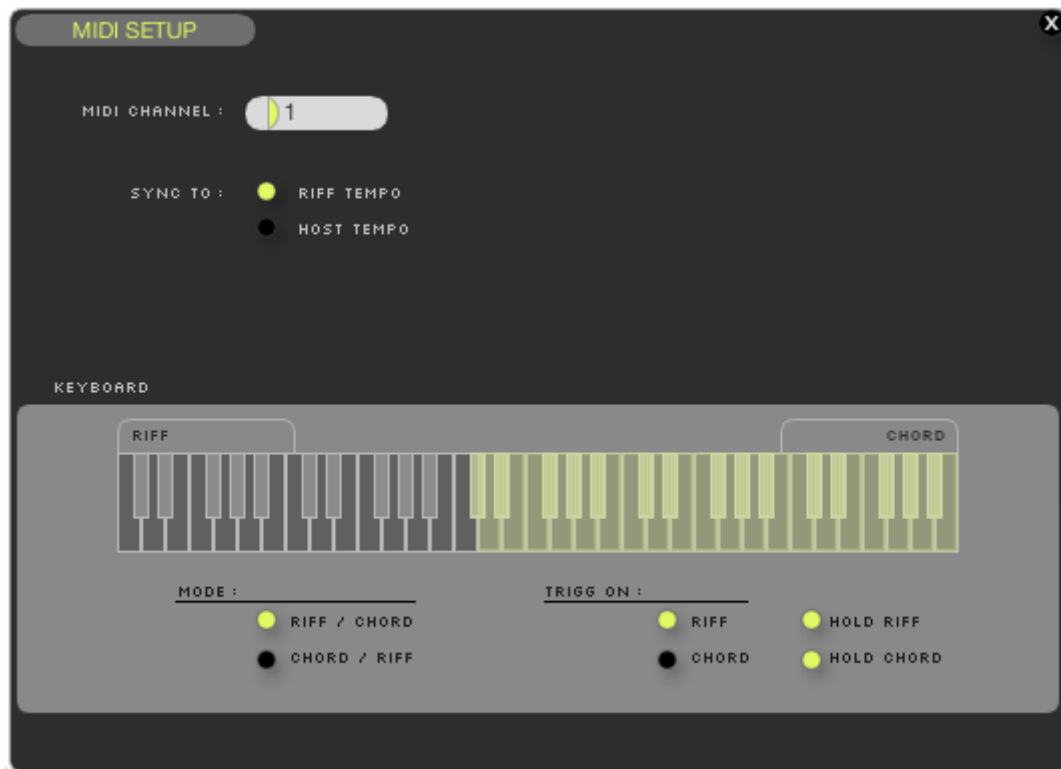 MIDI SETUP
X
MIDI CHANNEL : 1
SYNC TO : RIFF TEMPO
HOST TEMPO
KEYBOARD
RIFF CHORD
MODE : TRIGG ON :
RIFF / CHORD RIFF HOLD RIFF
CHORD / RIFF CHORD HOLD CHORD